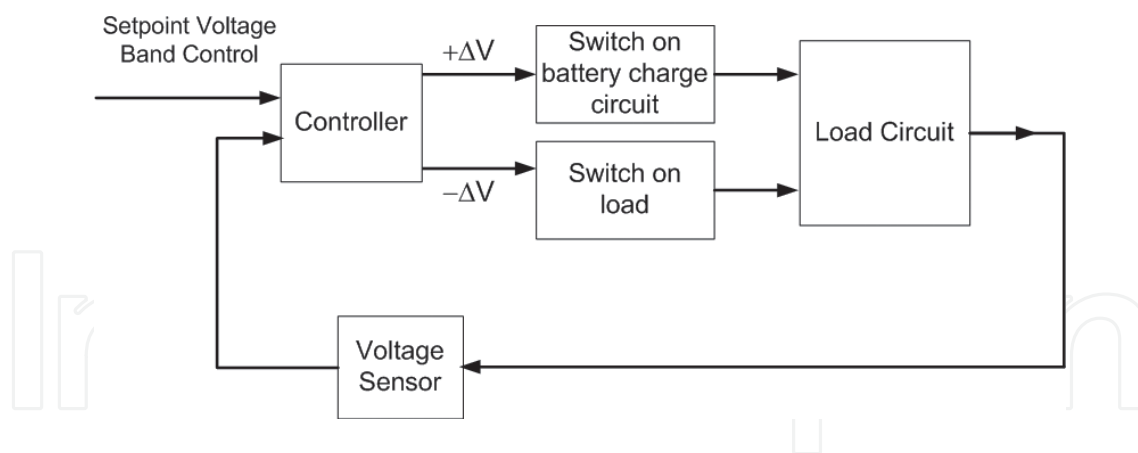 Setpoint Voltage
Band Control
Controller
+ΔV
−ΔV
Switch on
battery charge
circuit
Switch on
load
Load Circuit
Voltage
Sensor